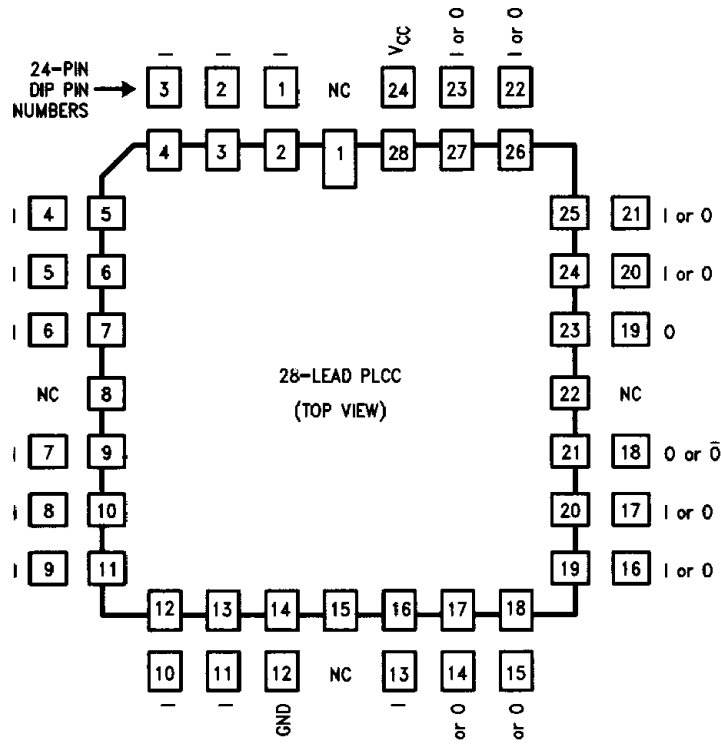 I I I VCC I or O I or O
24-PIN
DIP PIN
NUMBERS
3 2 1 NC 24 23 22
4 3 2 1 28 27 26
I 4 5 25 21 I or O
I 5 6 24 20 I or O
I 6 7 23 19 O
28-LEAD PLCC
NC 8 22 NC
(TOP VIEW)
I 7 9 21 18 O or O̅
I 8 10 20 17 I or O
I 9 11 19 16 I or O
12 13 14 15 16 17 18
10 11 12 NC 13 14 15
I I GND I or O or O